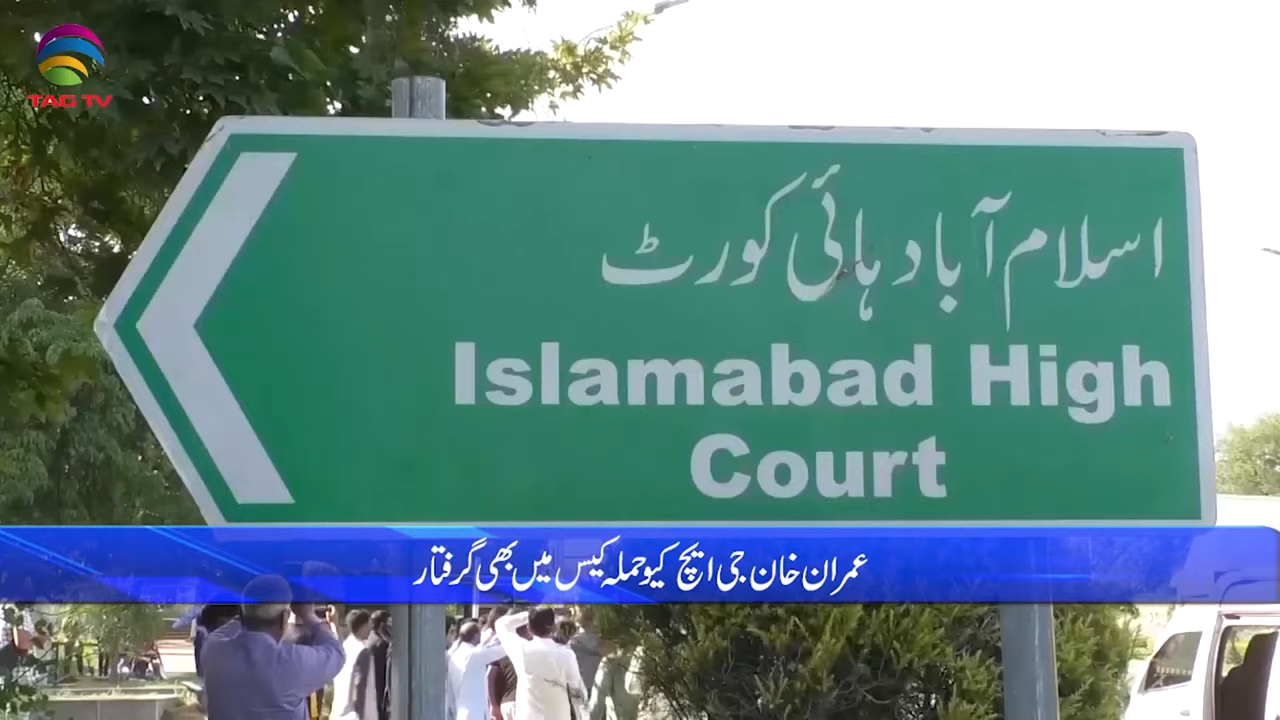 TAG TV
اسلام آباد ہائی کورٹ
Islamabad High
Court
عمران خان جی ایچ کیو حملہ کیس میں بھی گرفتار